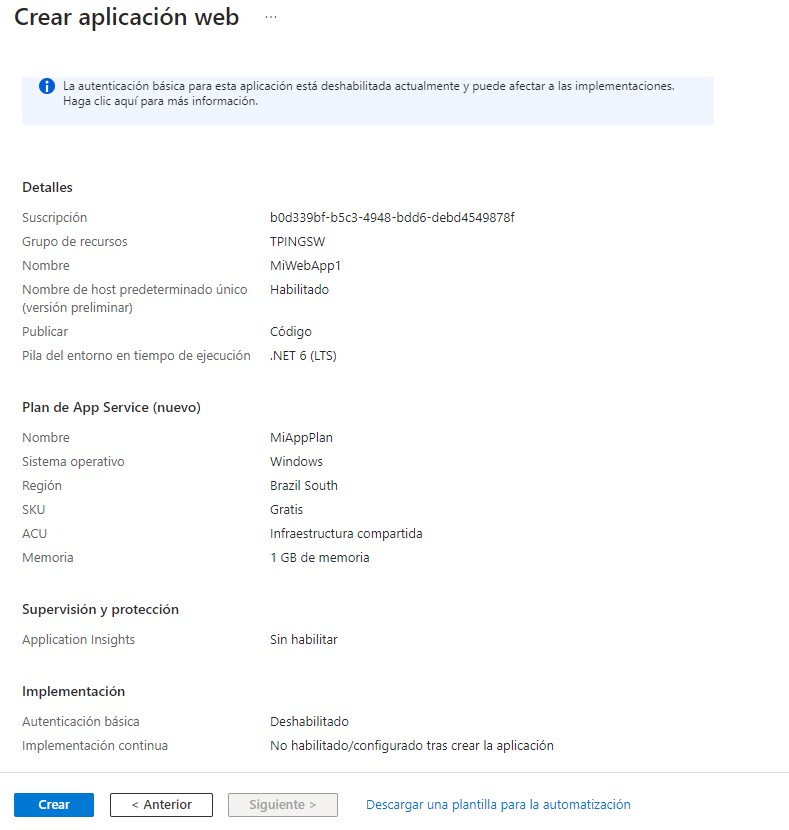 Crear aplicación web ...
La autenticación básica para esta aplicación está deshabilitada actualmente y puede afectar a las implementaciones.
Haga clic aquí para más información.
Detalles
Suscripción b0d339bf-b5c3-4948-bdd6-debd4549878f
Grupo de recursos TPINGSW
Nombre MiWebApp1
Nombre de host predeterminado único Habilitado
(versión preliminar)
Publicar Código
Pila del entorno en tiempo de ejecución .NET 6 (LTS)
Plan de App Service (nuevo)
Nombre MiAppPlan
Sistema operativo Windows
Región Brazil South
SKU Gratis
ACU Infraestructura compartida
Memoria 1 GB de memoria
Supervisión y protección
Application Insights Sin habilitar
Implementación
Autenticación básica Deshabilitado
Implementación continua No habilitado/configurado tras crear la aplicación
Crear < Anterior Siguiente > Descargar una plantilla para la automatización